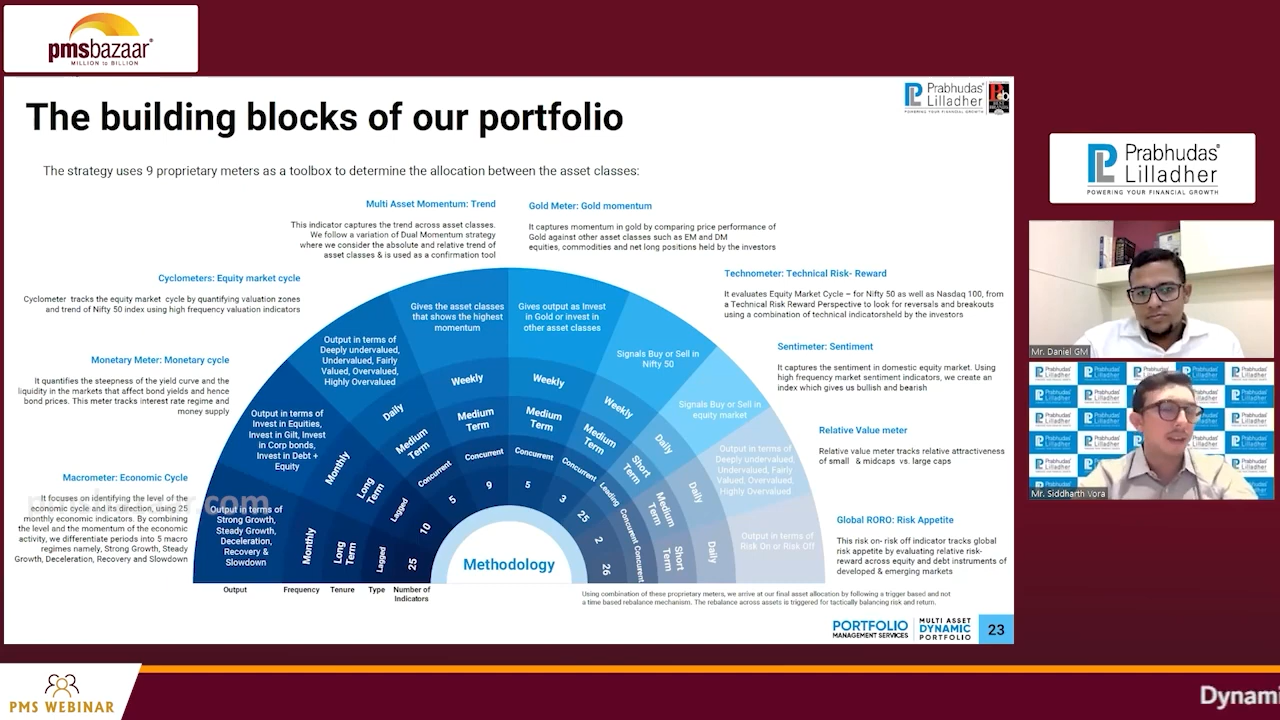 pmsbazaar®
MILLION to BILLION
The building blocks of our portfolio
Prabhudas
Lilladher
POWERING YOUR FINANCIAL GROWTH
The strategy uses 9 proprietary meters as a toolbox to determine the allocation between the asset classes:
Multi Asset Momentum: Trend
This indicator captures the trend across asset classes.
We follow a variation of Dual Momentum strategy
where we consider the absolute and relative trend of
asset classes & is used as a confirmation tool
Gold Meter: Gold momentum
It captures momentum in gold by comparing price performance of
Gold against other asset classes such as EM and DM
equities, commodities and net long positions held by the investors
Cyclometers: Equity market cycle
Cyclometer tracks the equity market cycle by quantifying valuation zones
and trend of Nifty 50 index using high frequency valuation indicators
Technometer: Technical Risk- Reward
It evaluates Equity Market Cycle – for Nifty 50 as well as Nasdaq 100, from
a Technical Risk Reward Perspective to look for reversals and breakouts
using a combination of technical indicatorsheld by the investors
Monetary Meter: Monetary cycle
It quantifies the steepness of the yield curve and the
liquidity in the markets that affect bond yields and hence
bond prices. This meter tracks interest rate regime and
money supply
Sentimeter: Sentiment
It captures the sentiment in domestic equity market. Using
high frequency market sentiment indicators, we create an
index which gives us bullish and bearish
Relative Value meter
Relative value meter tracks relative attractiveness
of small & midcaps vs. large caps
Macrometer: Economic Cycle
It focuses on identifying the level of the
economic cycle and its direction, using 25
monthly economic indicators. By combining
the level and the momentum of the economic
activity, we differentiate periods into 5 macro
regimes namely, Strong Growth, Steady
Growth, Deceleration, Recovery and Slowdown
Global RORO: Risk Appetite
This risk on- risk off indicator tracks global
risk appetite by evaluating relative risk-
reward across equity and debt instruments of
developed & emerging markets
Output in terms of
Strong Growth,
Steady Growth,
Deceleration,
Recovery &
Slowdown
Monthly
Long
Term
Lagged
25
Output in terms of
Invest in Equities,
Invest in Gilt, Invest
in Corp bonds,
Invest in Debt +
Equity
Monthly
Long
Term
Lagged
10
Output in terms of
Deeply undervalued,
Undervalued, Fairly
Valued, Overvalued,
Highly Overvalued
Daily
Medium
Term
Concurrent
5
Gives the asset classes
that shows the highest
momentum
Weekly
Medium
Term
Concurrent
9
Gives output as Invest
in Gold or invest in
other asset classes
Weekly
Medium
Term
Concurrent
5
Signals Buy or Sell in
Nifty 50
Weekly
Medium
Term
Concurrent
3
Signals Buy or Sell in
equity market
Daily
Short
Term
Leading
25
Output in terms of
Deeply undervalued,
Undervalued, Fairly
Valued, Overvalued,
Highly Overvalued
Daily
Medium
Term
Concurrent
2
Output in terms of
Risk On or Risk Off
Daily
Short
Term
Concurrent
26
Methodology
Output
Frequency
Tenure
Type
Number of
Indicators
Using combination of these proprietary meters, we arrive at our final asset allocation by following a trigger based and not
a time based rebalance mechanism. The rebalance across assets is triggered for tactically balancing risk and return.
PORTFOLIO
MANAGEMENT SERVICES
MULTI ASSET
DYNAMIC
PORTFOLIO
23
Prabhudas®
Lilladher
POWERING YOUR FINANCIAL GROWTH
Mr. Daniel GM
Mr. Siddharth Vora
PMS WEBINAR
Dynami